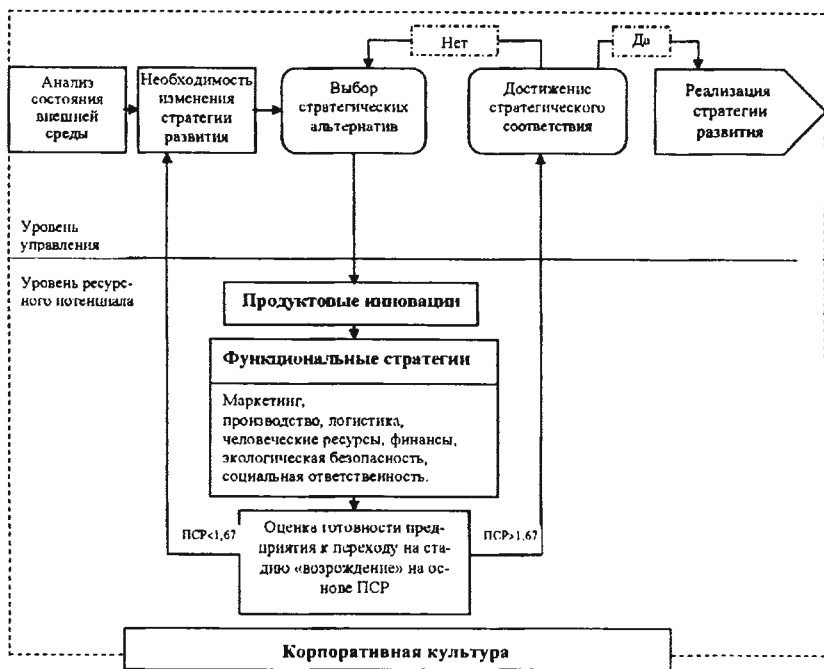 Нет
Да
Анализ
состояния
внешней
среды
Необходимость
изменения
стратегии
развития
Выбор
стратегических
альтернатив
Достижение
стратегического
соответствия
Реализация
стратегии
развития
Уровень
управления
Уровень ресурс-
ного потенциала
Продуктовые инновации
Функциональные стратегии
Маркетинг,
производство, логистика,
человеческие ресурсы, финансы,
экологическая безопасность,
социальная ответственность.
ПСР<1,67
Оценка готовности пред-
приятия к переходу на ста-
дию «возрождение» на ос-
нове ПСР
ПСР>1,67
Корпоративная культура